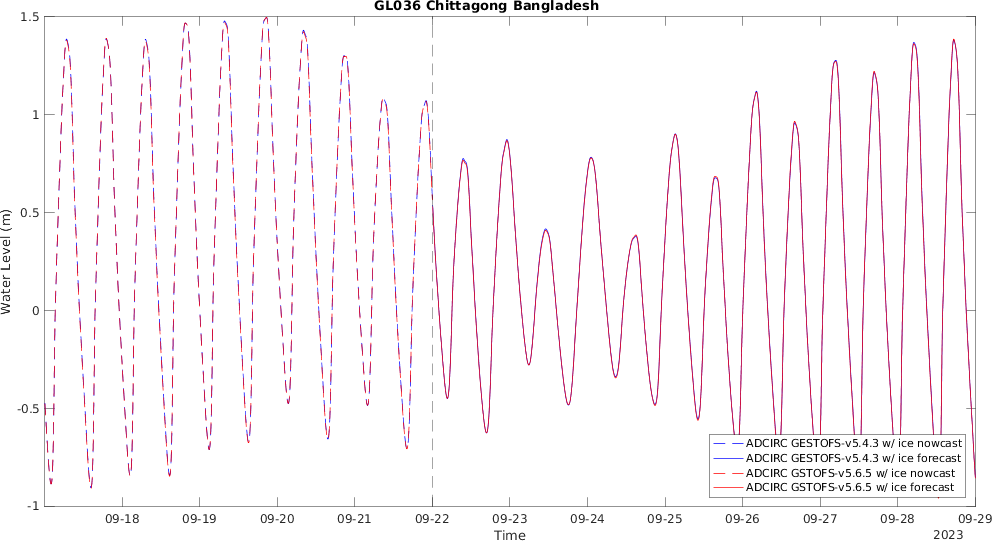 GL036 Chittagong Bangladesh
Water Level (m)
1.5
1
0.5
0
-0.5
-1
ADCIRC GESTOFS-v5.4.3 w/ ice nowcast
ADCIRC GESTOFS-v5.4.3 w/ ice forecast
ADCIRC GSTOFS-v5.6.5 w/ ice nowcast
ADCIRC GSTOFS-v5.6.5 w/ ice forecast
09-18 09-19 09-20 09-21 09-22 09-23 09-24 09-25 09-26 09-27 09-28 09-29
Time
2023